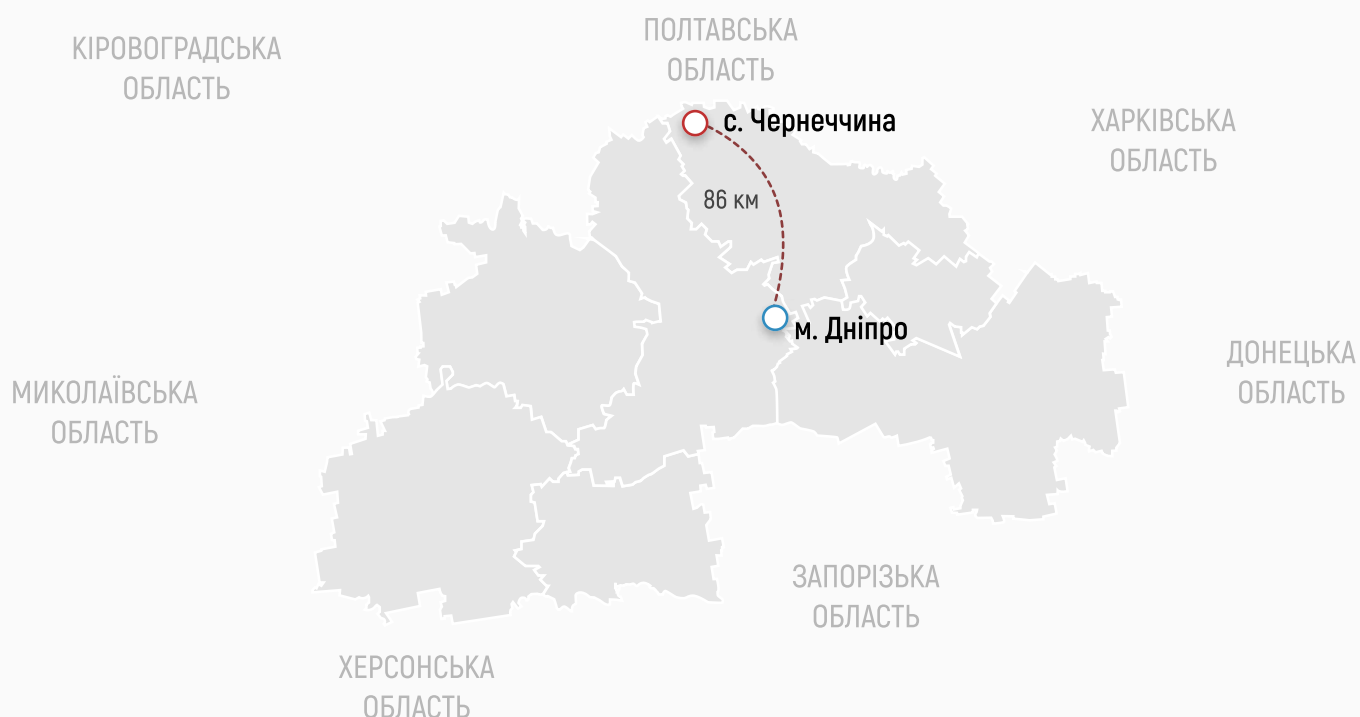 ПОЛТАВСЬКА
ОБЛАСТЬ
КІРОВОГРАДСЬКА
ОБЛАСТЬ
с. Чернеччина
ХАРКІВСЬКА
ОБЛАСТЬ
86 км
м. Дніпро
ДОНЕЦЬКА
ОБЛАСТЬ
МИКОЛАЇВСЬКА
ОБЛАСТЬ
ЗАПОРІЗЬКА
ОБЛАСТЬ
ХЕРСОНСЬКА
ОБЛАСТЬ